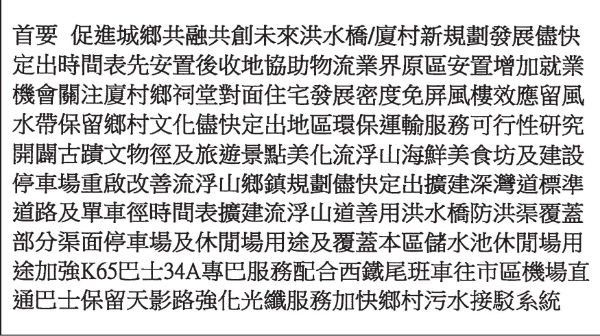 首要 促進城鄉共融共創未來洪水橋/廈村新規劃發展儘快
定出時間表先安置後收地協助物流業界原區安置增加就業
機會關注廈村鄉祠堂對面住宅發展密度免屏風樓效應留風
水帶保留鄉村文化儘快定出地區環保運輸服務可行性研究
開闢古蹟文物徑及旅遊景點美化流浮山海鮮美食坊及建設
停車場重啟改善流浮山鄉鎮規劃儘快定出擴建深灣道標準
道路及單車徑時間表擴建流浮山道善用洪水橋防洪渠覆蓋
部分渠面停車場及休閒場用途及覆蓋本區儲水池休閒場用
途加強K65巴士34A專巴服務配合西鐵尾班車往市區機場直
通巴士保留天影路強化光纖服務加快鄉村污水接駁系統